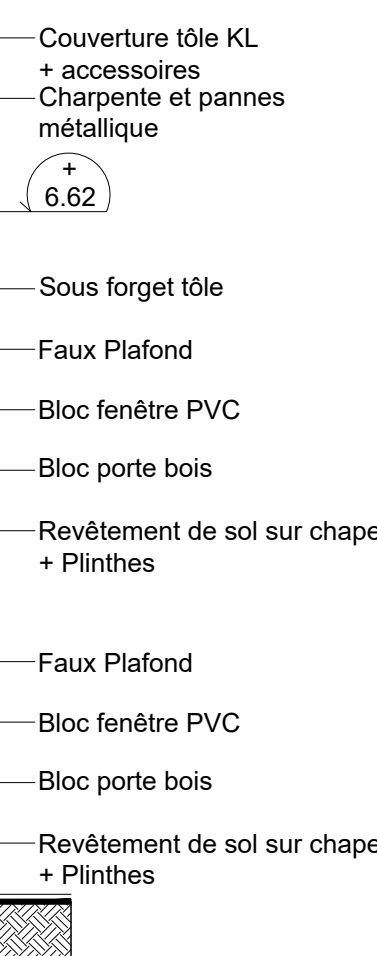 Couverture tôle KL
+ accessoires
Charpente et pannes
métallique
+
6.62
Sous forget tôle
Faux Plafond
Bloc fenêtre PVC
Bloc porte bois
Revêtement de sol sur chape
+ Plinthes
Faux Plafond
Bloc fenêtre PVC
Bloc porte bois
Revêtement de sol sur chape
+ Plinthes